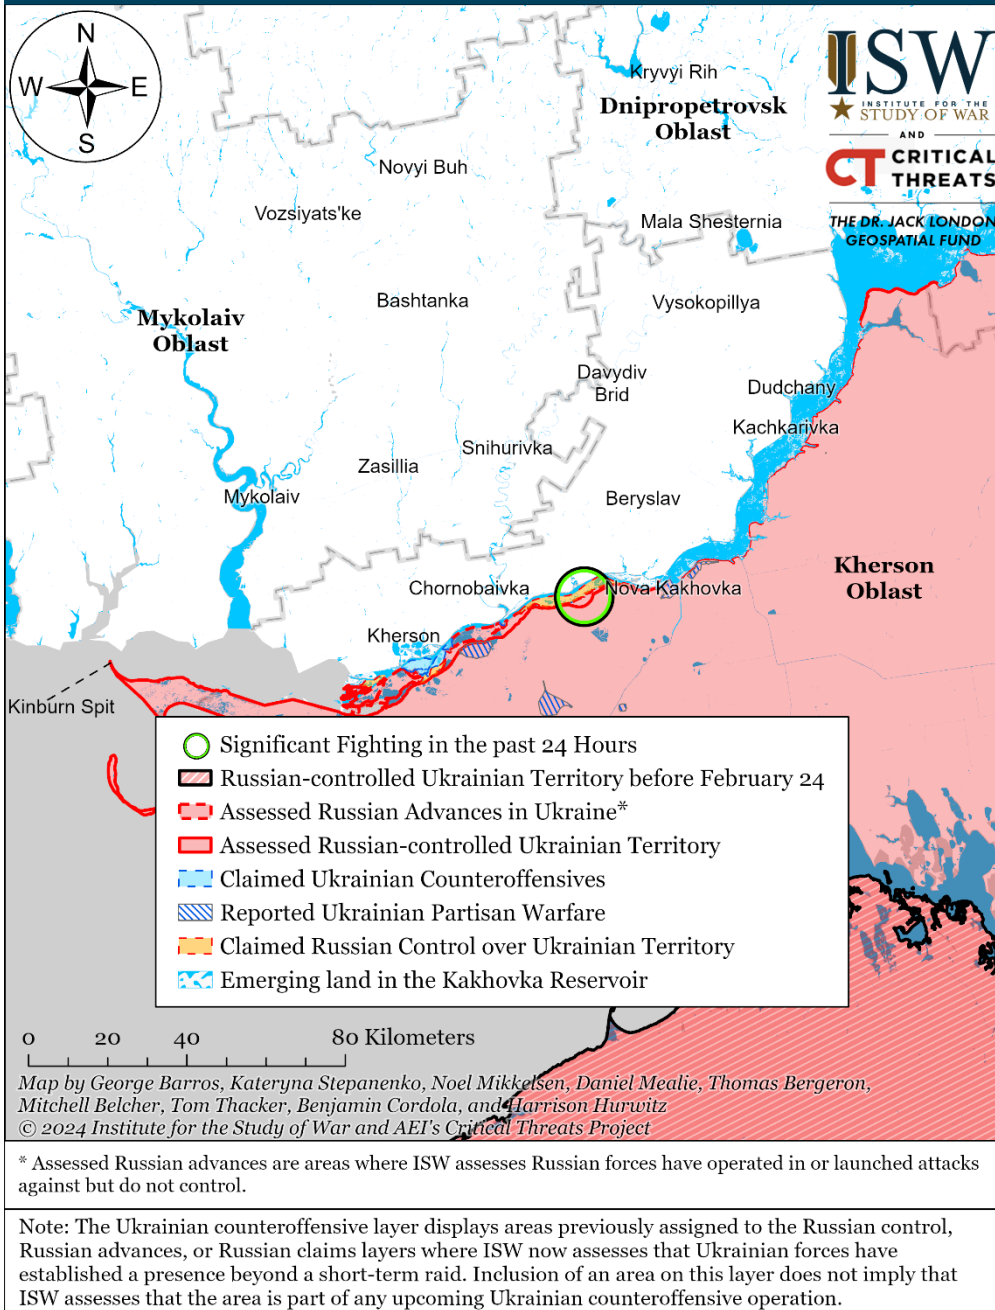 N
W E
S
ISW
INSTITUTE FOR THE
STUDY OF WAR
AND
CT CRITICAL
THREATS
THE DR. JACK LONDON
GEOSPATIAL FUND
Kryvyi Rih
Dnipropetrovsk
Oblast
Novyi Buh
Vozsiyats'ke
Mala Shesternia
Bashtanka
Vysokopillya
Mykolaiv
Oblast
Davydiv
Brid
Dudchany
Kachkarivka
Snihurivka
Zasillia
Mykolaiv
Beryslav
Kherson
Oblast
Chornobaivka
Nova Kakhovka
Kherson
Kinburn Spit
Significant Fighting in the past 24 Hours
Russian-controlled Ukrainian Territory before February 24
Assessed Russian Advances in Ukraine*
Assessed Russian-controlled Ukrainian Territory
Claimed Ukrainian Counteroffensives
Reported Ukrainian Partisan Warfare
Claimed Russian Control over Ukrainian Territory
Emerging land in the Kakhovka Reservoir
0 20 40 80 Kilometers
Map by George Barros, Kateryna Stepanenko, Noel Mikkelsen, Daniel Mealie, Thomas Bergeron,
Mitchell Belcher, Tom Thacker, Benjamin Cordola, and Harrison Hurwitz
© 2024 Institute for the Study of War and AEI's Critical Threats Project
* Assessed Russian advances are areas where ISW assesses Russian forces have operated in or launched attacks
against but do not control.
Note: The Ukrainian counteroffensive layer displays areas previously assigned to the Russian control,
Russian advances, or Russian claims layers where ISW now assesses that Ukrainian forces have
established a presence beyond a short-term raid. Inclusion of an area on this layer does not imply that
ISW assesses that the area is part of any upcoming Ukrainian counteroffensive operation.